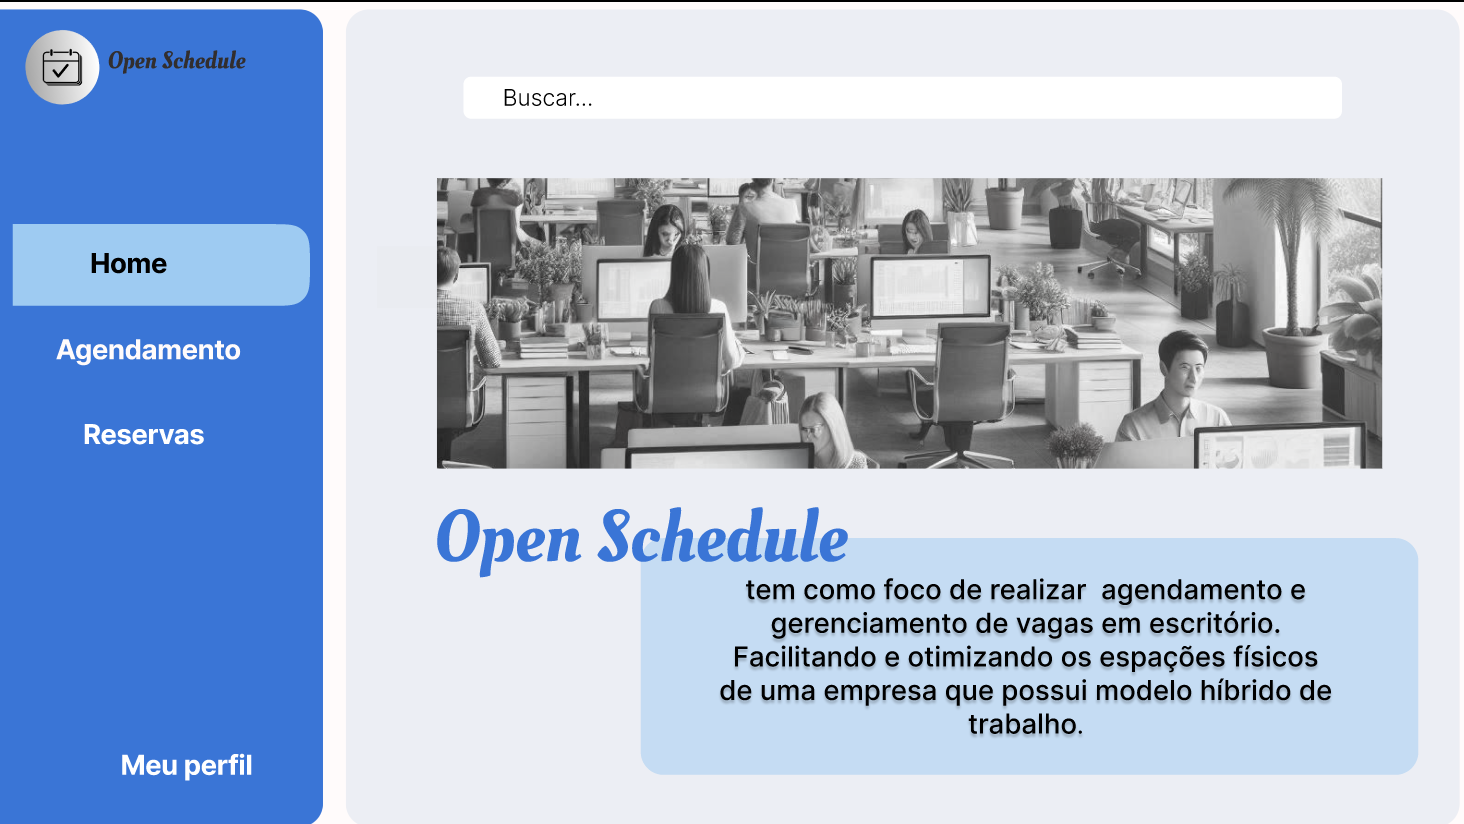 Open Schedule
Home
Agendamento
Reservas
Meu perfil
Buscar...
Open Schedule
tem como foco de realizar  agendamento e
gerenciamento de vagas em escritório.
Facilitando e otimizando os espações físicos
de uma empresa que possui modelo híbrido de
trabalho.